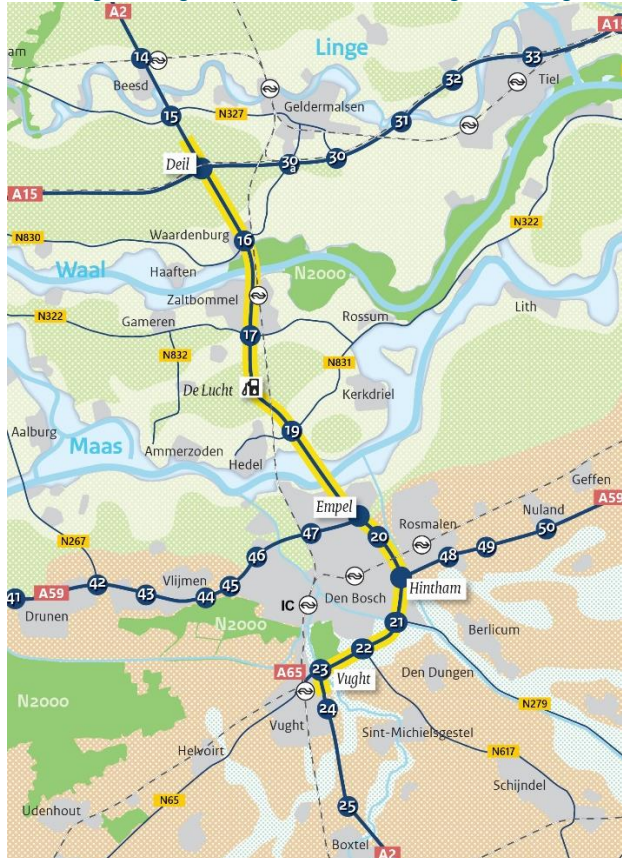 A2
Linge
33
A15
14
am
Beesd
32
Tiel
Geldermalsen
15
N327
31
Deil
30a
30
A15
N322
Waardenburg
N830
16
Waal
Haaften
N2000
Zaltbommel
Lith
N322
Gameren
Rossum
17
N832
N831
De Lucht
Kerkdriel
Aalburg
19
Maas
Ammerzoden
Hedel
Geffen
Empel
Nuland
A59
Rosmalen
50
47
20
N267
46
48
49
Vlijmen
42
45
Hintham
41
A59
43
44
Den Bosch
Drunen
IC
21
Berlicum
22
A65
23
Den Dungen
Vught
N2000
24
N279
Vught
Sint-Michielsgestel
Helvoirt
N617
Schijndel
N65
25
Udenhout
Boxtel
A2